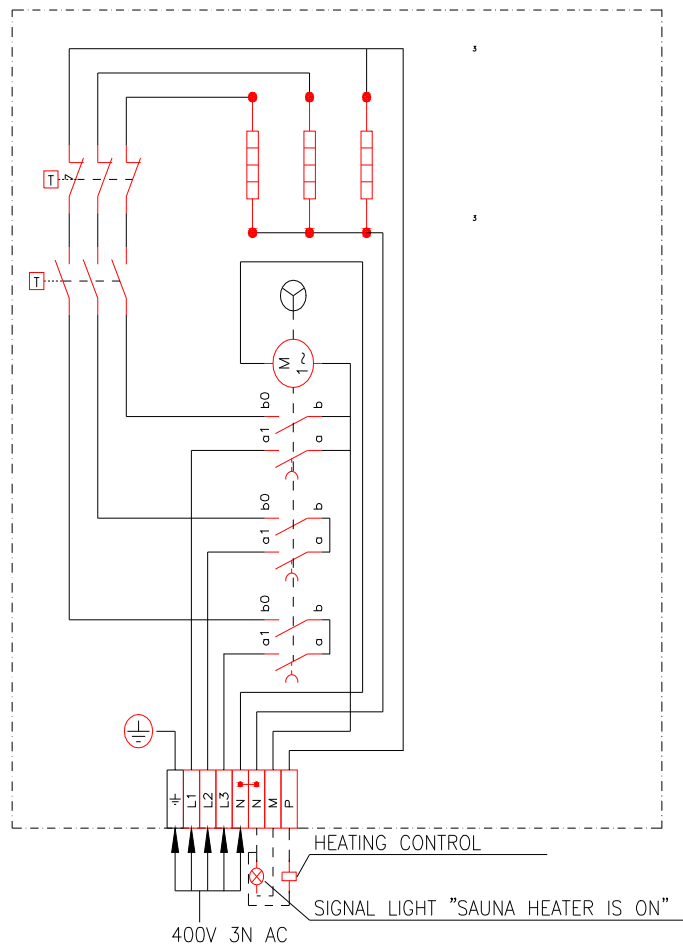 3
T
3
T
M
1~
b0 b
a1 a
b0 b
a1 a
b0 b
a1 a
L1 L2 L3 N N M P
HEATING CONTROL
SIGNAL LIGHT "SAUNA HEATER IS ON"
400V 3N AC